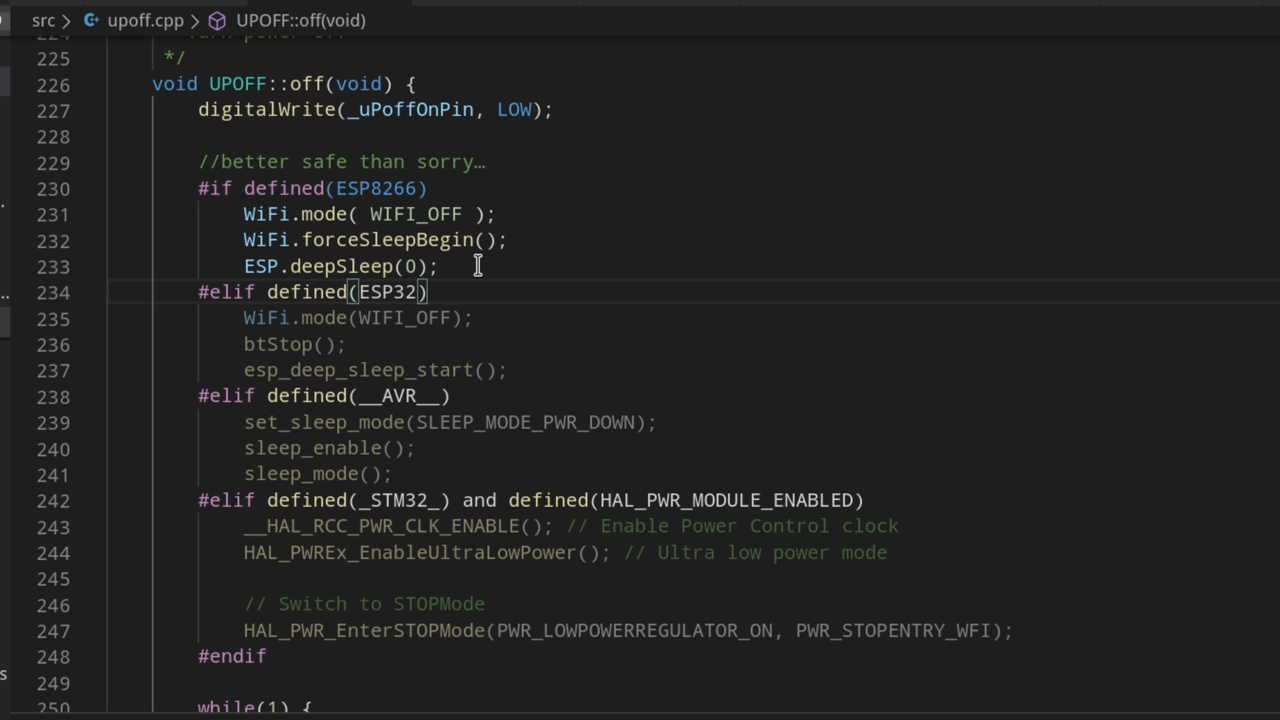 src > upoff.cpp > UPOFF::off(void)
225 */
226 void UPOFF::off(void) {
227 digitalWrite(_uPoffOnPin, LOW);
228
229 //better safe than sorry…
230 #if defined(ESP8266)
231 WiFi.mode( WIFI_OFF );
232 WiFi.forceSleepBegin();
233 ESP.deepSleep(0);
234 #elif defined(ESP32)
235 WiFi.mode(WIFI_OFF);
236 btStop();
237 esp_deep_sleep_start();
238 #elif defined(__AVR__)
239 set_sleep_mode(SLEEP_MODE_PWR_DOWN);
240 sleep_enable();
241 sleep_mode();
242 #elif defined(_STM32_) and defined(HAL_PWR_MODULE_ENABLED)
243 __HAL_RCC_PWR_CLK_ENABLE(); // Enable Power Control clock
244 HAL_PWREx_EnableUltraLowPower(); // Ultra low power mode
245
246 // Switch to STOPMode
247 HAL_PWR_EnterSTOPMode(PWR_LOWPOWERREGULATOR_ON, PWR_STOPENTRY_WFI);
248 #endif
249
250 while(1) {